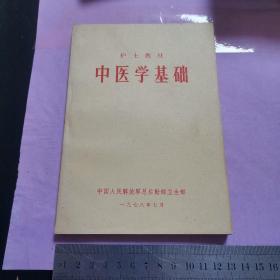 护士教材
中医学基础
中国人民解放军总后勤部卫生部
一九七八年七月